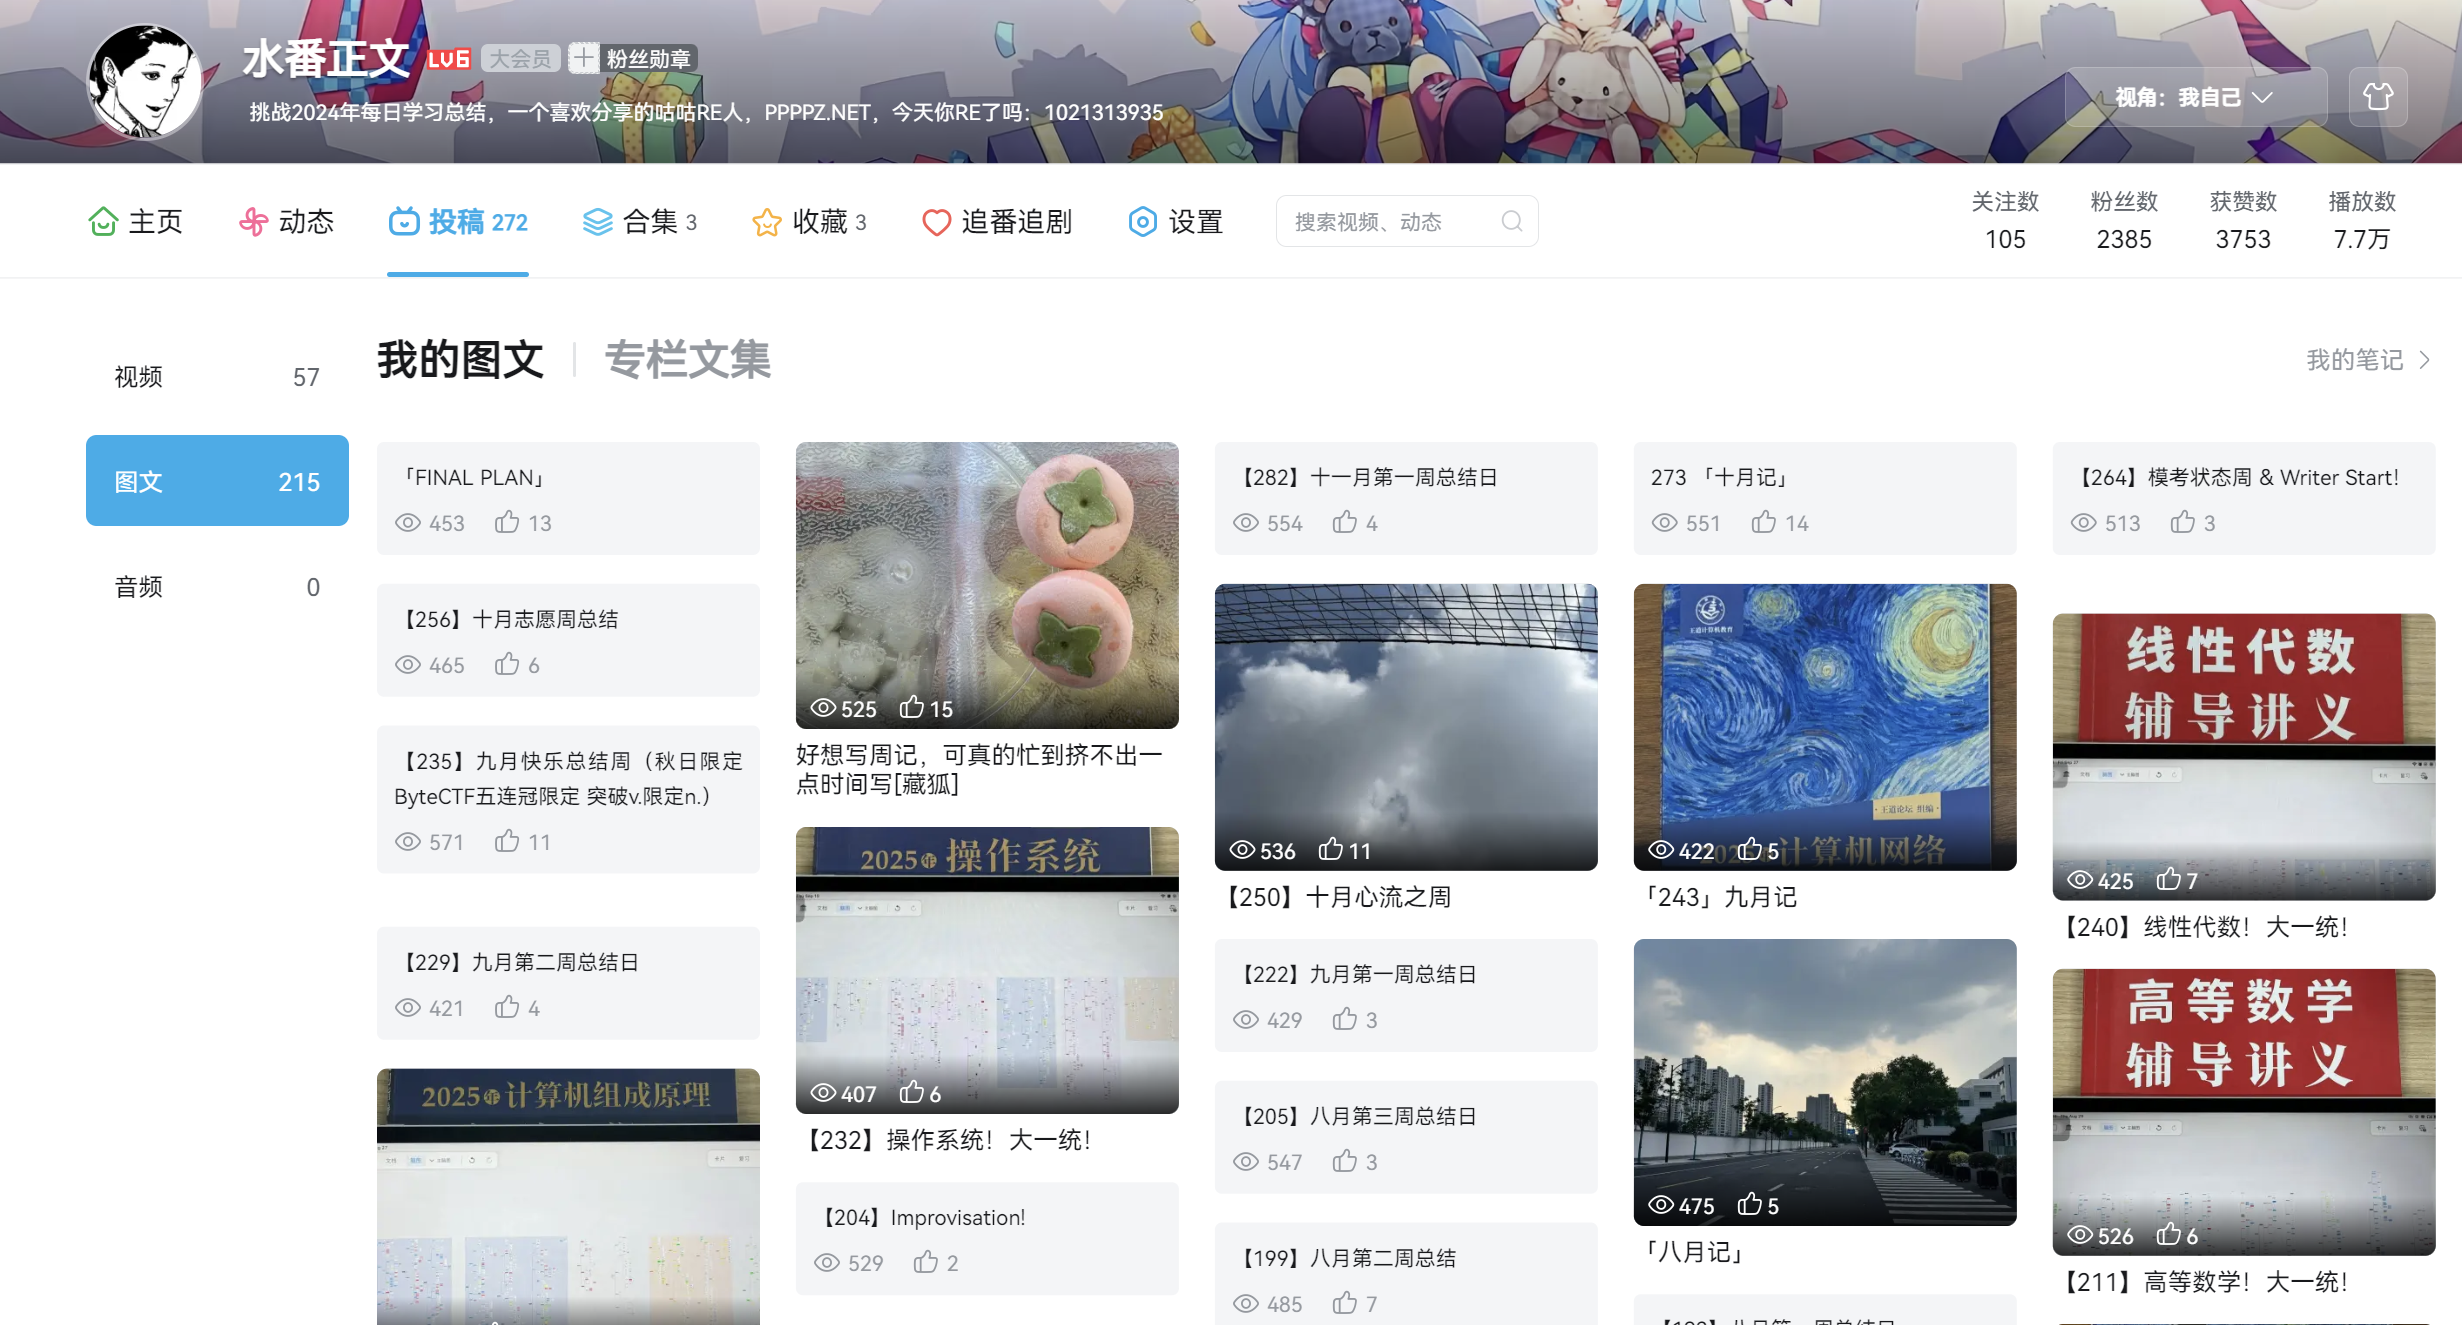 水番正文 LV6 大会员 粉丝勋章
挑战2024年每日学习总结，一个喜欢分享的咕咕RE人，PPPPZ.NET，今天你RE了吗：1021313935
视角：我自己
主页 动态 投稿 272 合集 3 收藏 3 追番追剧 设置 搜索视频、动态
关注数 粉丝数 获赞数 播放数
105 2385 3753 7.7万
视频 57
图文 215
音频 0
我的图文 专栏文集 我的笔记
「FINAL PLAN」
453 13
【256】十月志愿周总结
465 6
【235】九月快乐总结周（秋日限定
ByteCTF五连冠限定 突破v.限定n.）
571 11
【229】九月第二周总结日
421 4
2025年计算机组成原理
525 15
好想写周记，可真的忙到挤不出一
点时间写[藏狐]
2025年操作系统
407 6
【232】操作系统！大一统！
【204】Improvisation!
529 2
【282】十一月第一周总结日
554 4
536 11
【250】十月心流之周
【222】九月第一周总结日
429 3
【205】八月第三周总结日
547 3
【199】八月第二周总结
485 7
273 「十月记」
551 14
王道计算机教育
王道论坛 组编
2025年计算机网络
422 5
「243」九月记
475 5
「八月记」
【264】模考状态周 & Writer Start!
513 3
线性代数
辅导讲义
425 7
【240】线性代数！大一统！
高等数学
辅导讲义
526 6
【211】高等数学！大一统！